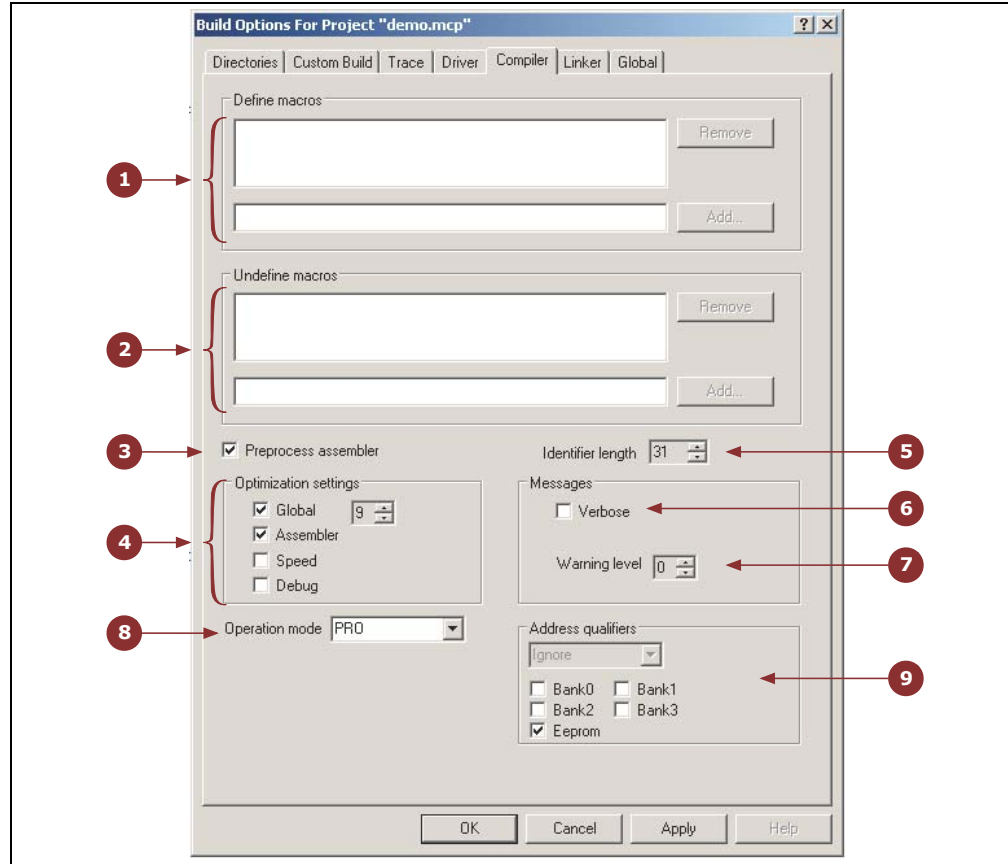 Build Options For Project "demo.mcp"
Directories Custom Build Trace Driver Compiler Linker Global
Define macros
Remove
1
Add...
Undefine macros
Remove
2
Add...
3 Preprocess assembler Identifier length 31 5
Optimization settings Messages
Global 9 Verbose 6
4 Assembler
Speed Warning level 0 7
Debug
8 Operation mode PRO Address qualifiers
Ignore
9
Bank0 Bank1
Bank2 Bank3
Eeprom
OK Cancel Apply Help